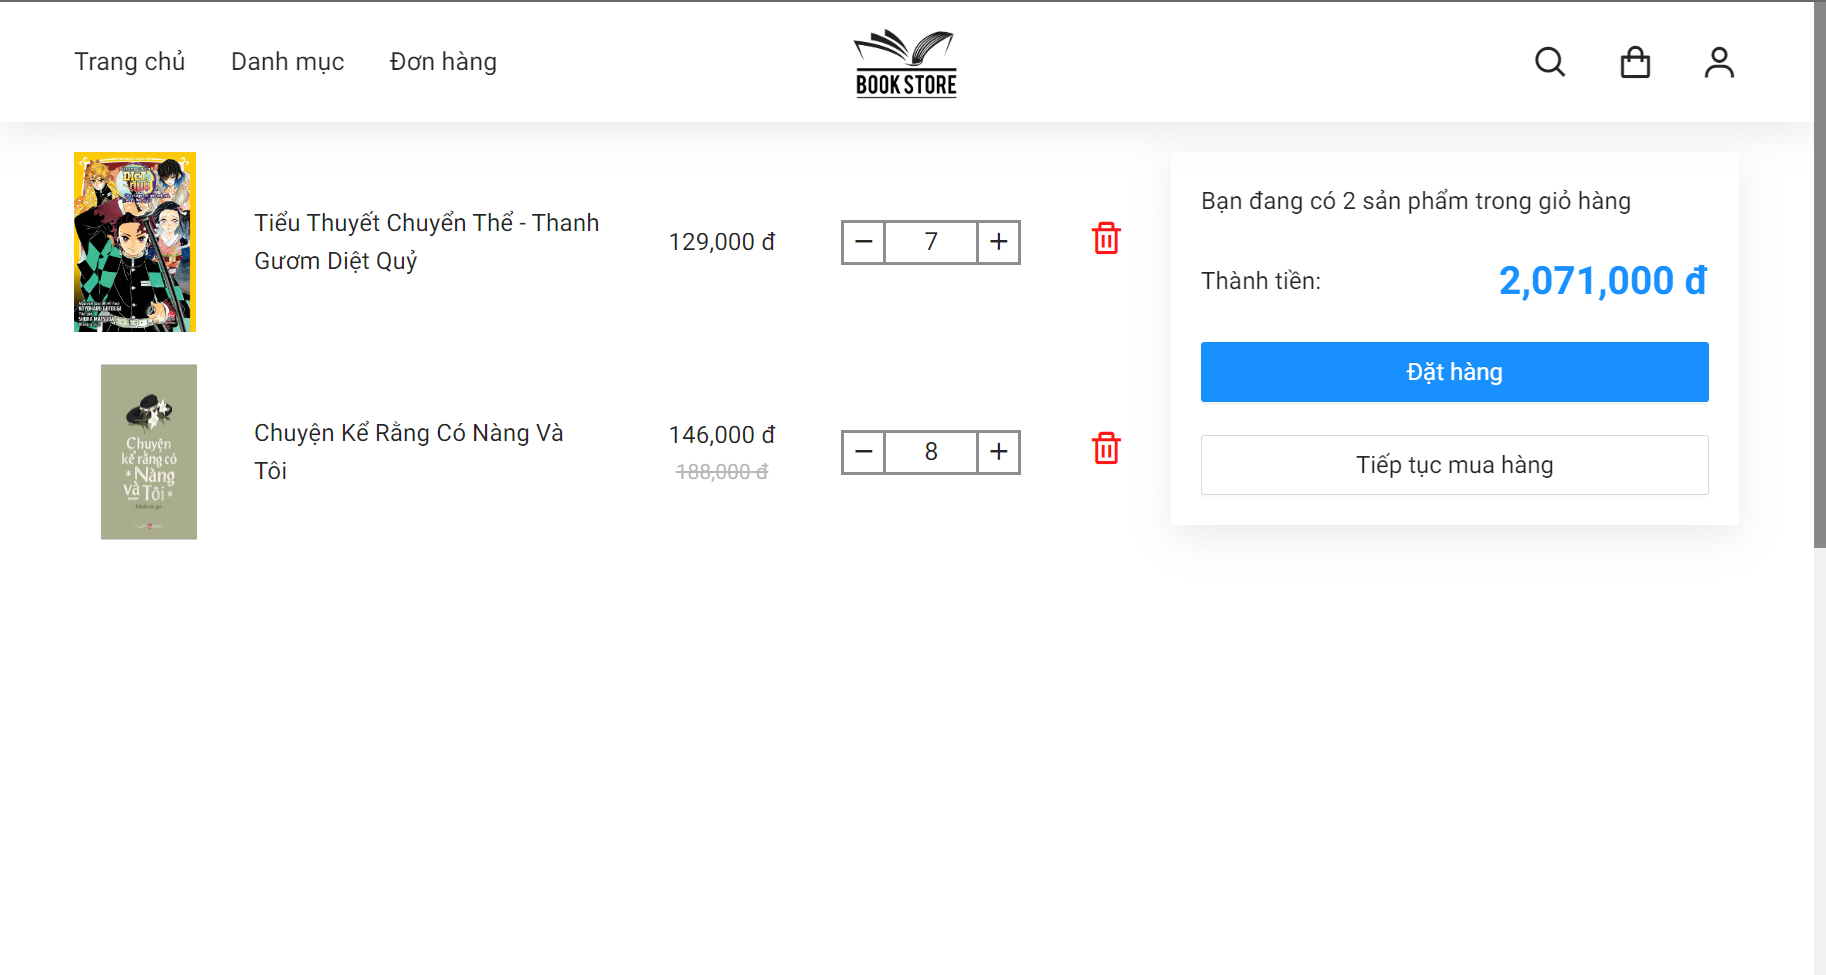 Trang chủ Danh mục Đơn hàng
BOOK STORE
Tiểu Thuyết Chuyển Thể - Thanh
Gươm Diệt Quỷ
129,000 đ
7
Chuyện Kể Rằng Có Nàng Và
Tôi
146,000 đ
188,000 đ
8
Chuyện
kể rằng có
Nàng
và Tôi
Bạn đang có 2 sản phẩm trong giỏ hàng
Thành tiền: 2,071,000 đ
Đặt hàng
Tiếp tục mua hàng